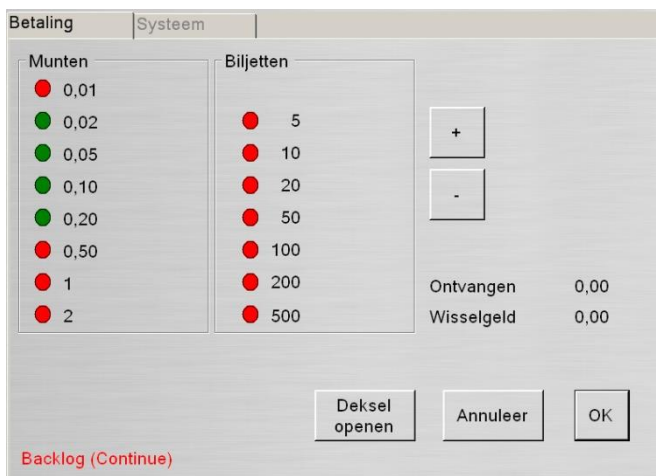 Betaling
Systeem
Munten
0,01
0,02
0,05
0,10
0,20
0,50
1
2
Biljetten
5
10
20
50
100
200
500
+
-
Ontvangen 0,00
Wisselgeld 0,00
Deksel
openen
Annuleer
OK
Backlog (Continue)